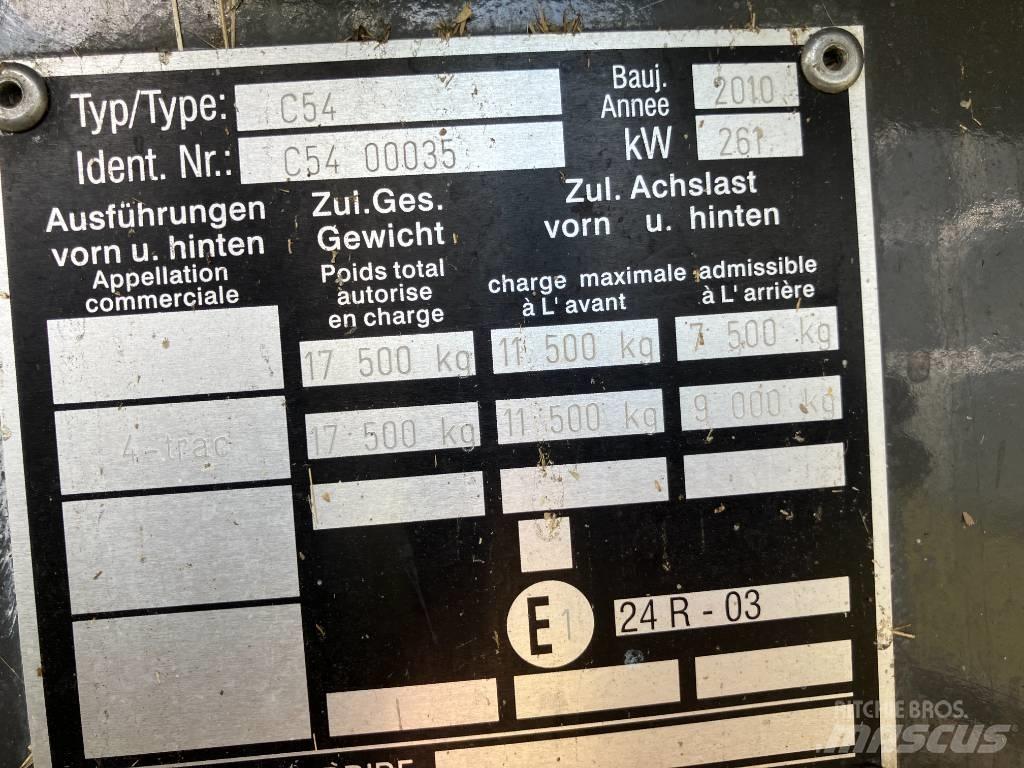 Typ/Type: C54
Bauj. Annee 2010
Ident. Nr.: C54 00035
kW 261
Ausführungen
vorn u. hinten
Appellation
commerciale
Zul.Ges.
Gewicht
Poids total
autorise
en charge
Zul. Achslast
vorn u. hinten
charge maximale admissible
à L' avant à L' arrière
17 500 kg 11 500 kg 7 500 kg
4-trac 17 500 kg 11 500 kg 9 000 kg
E 1 24 R - 03
RITCHIE BROS.
MASCUS